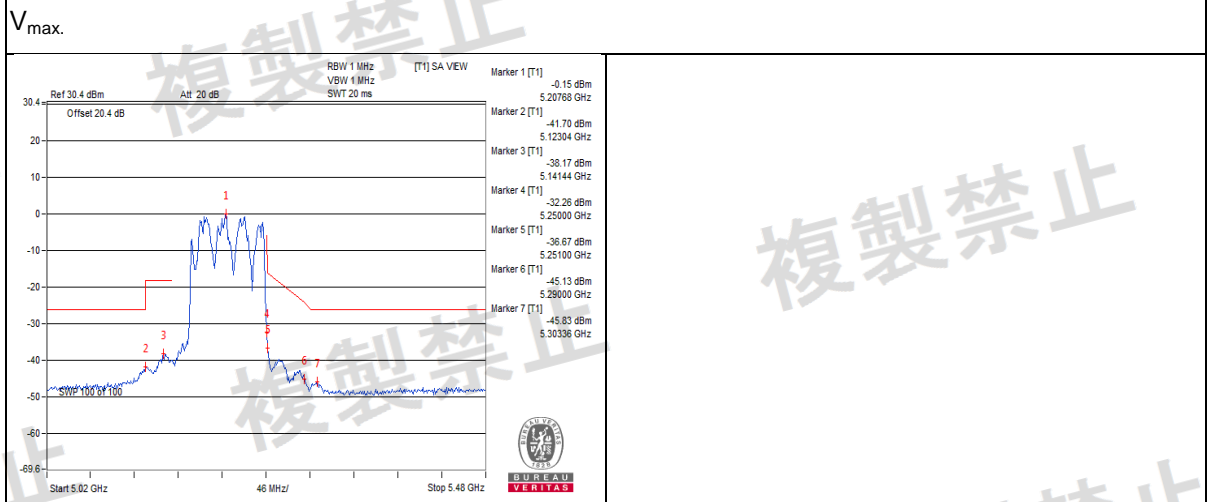 Vmax.
RBW 1 MHz
[T1] SA VIEW
VBW 1 MHz
Ref 30.4 dBm
Att 20 dB
SWT 20 ms
30.4
Offset 20.4 dB
20
10
0
-10
-20
-30
-40
-50
-60
-69.6
1
2
3
4
5
6
7
SWP 100 of 100
Start 5.02 GHz
46 MHz/
Stop 5.48 GHz
Marker 1 [T1]
-0.15 dBm
5.20768 GHz
Marker 2 [T1]
-41.70 dBm
5.12304 GHz
Marker 3 [T1]
-38.17 dBm
5.14144 GHz
Marker 4 [T1]
-32.26 dBm
5.25000 GHz
Marker 5 [T1]
-36.67 dBm
5.25100 GHz
Marker 6 [T1]
-45.13 dBm
5.29000 GHz
Marker 7 [T1]
-45.83 dBm
5.30336 GHz
BUREAU VERITAS
1828
BUREAU
VERITAS
複製禁止
複製禁止
複製禁止
止
止